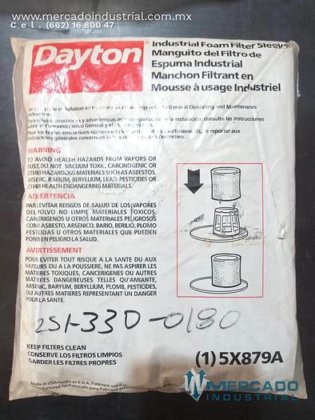 www.mercadoindustrial.com.mx
Cel. (662) 16 800 47
Dayton
Industrial Foam Filter Sleeve
Manguito del Filtro de
Espuma Industrial
Manchon Filtrant en
Mousse à usage Industriel
General Operating and Maintenance
WARNING
TO AVOID HEALTH HAZARDS FROM VAPORS OR
DUST, DO NOT VACUUM TOXIC, CARCINOGENIC OR
OTHER HAZARDOUS MATERIALS SUCH AS ASBESTOS,
ARSENIC, BARIUM, BERYLLIUM, LEAD, PESTICIDES OR
OTHER HEALTH ENDANGERING MATERIALS.
ADVERTENCIA
PARA EVITAR RIESGOS DE SALUD DE LOS VAPORES
DEL POLVO NO LIMPIE MATERIALES TOXICOS,
CANCERIGENOS U OTROS MATERIALES PELIGROSOS
COMO ASBESTO, ARSENICO, BARIO, BERILIO, PLOMO
PESTICIDAS U OTROS MATERIALES QUE PUEDEN
PONER EN PELIGRO LA SALUD.
AVERTISSEMENT
POUR EVITER TOUT RISQUE A LA SANTE DU AUX
VAPEURS OU A LA POUSSIERE, NE PAS ASPIRER LES
MATIERES TOXIQUES, CANCERIGENES OU AUTRES
MATIERES DANGEREUSES TELLES QU'AMIANTE,
ARSENIC, BARYUM, BERYLLIUM, PLOMB, PESTICIDES,
OU AUTRES MATIERES REPRESENTANT UN DANGER
POUR LA SANTE.
251-330-0180
KEEP FILTERS CLEAN
CONSERVE LOS FILTROS LIMPIOS
GARDER LES FILTRES PROPRES
(1) 5X879A
MERCADO
INDUSTRIAL